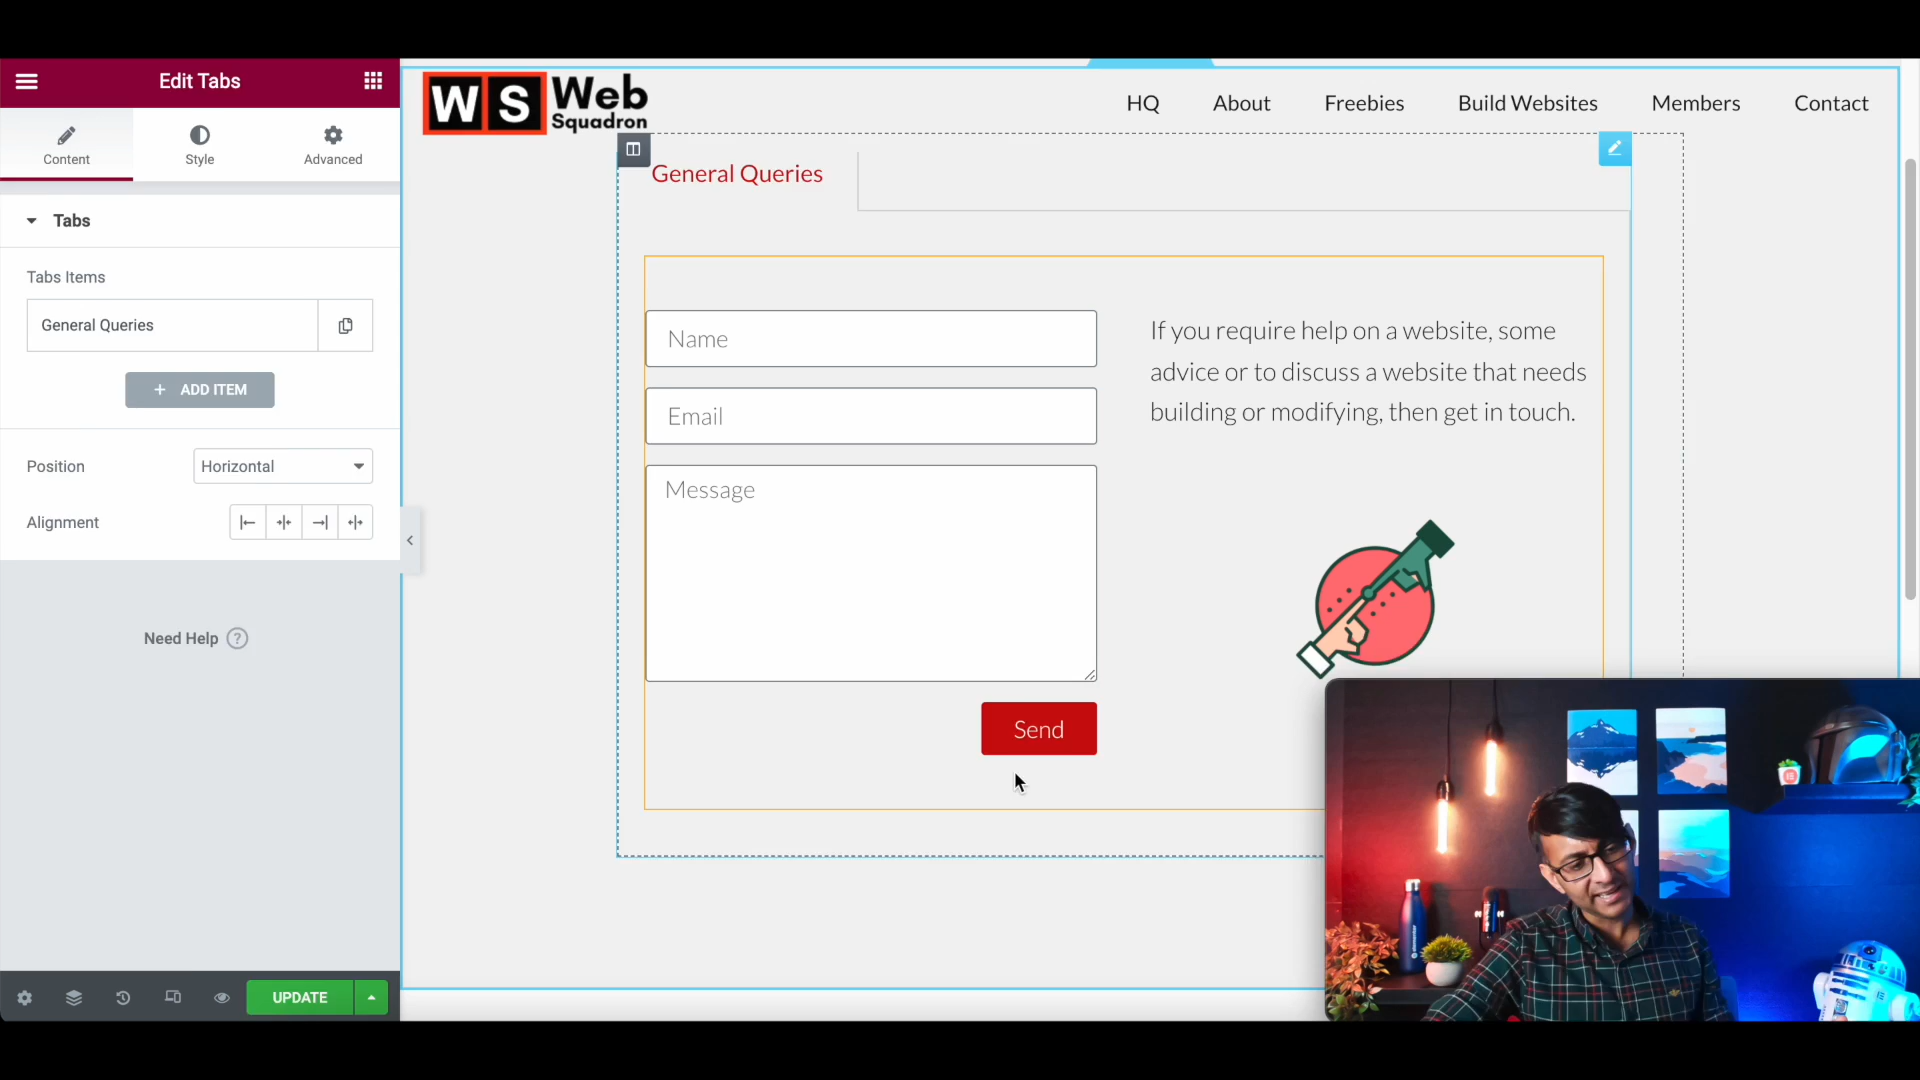 Edit Tabs
Content
Style
Advanced
Tabs
Tabs Items
General Queries
+ ADD ITEM
Position
Horizontal
Alignment
Need Help ?
UPDATE
WS Web
Squadron
HQ
About
Freebies
Build Websites
Members
Contact
General Queries
Name
Email
Message
Send
If you require help on a website, some
advice or to discuss a website that needs
building or modifying, then get in touch.